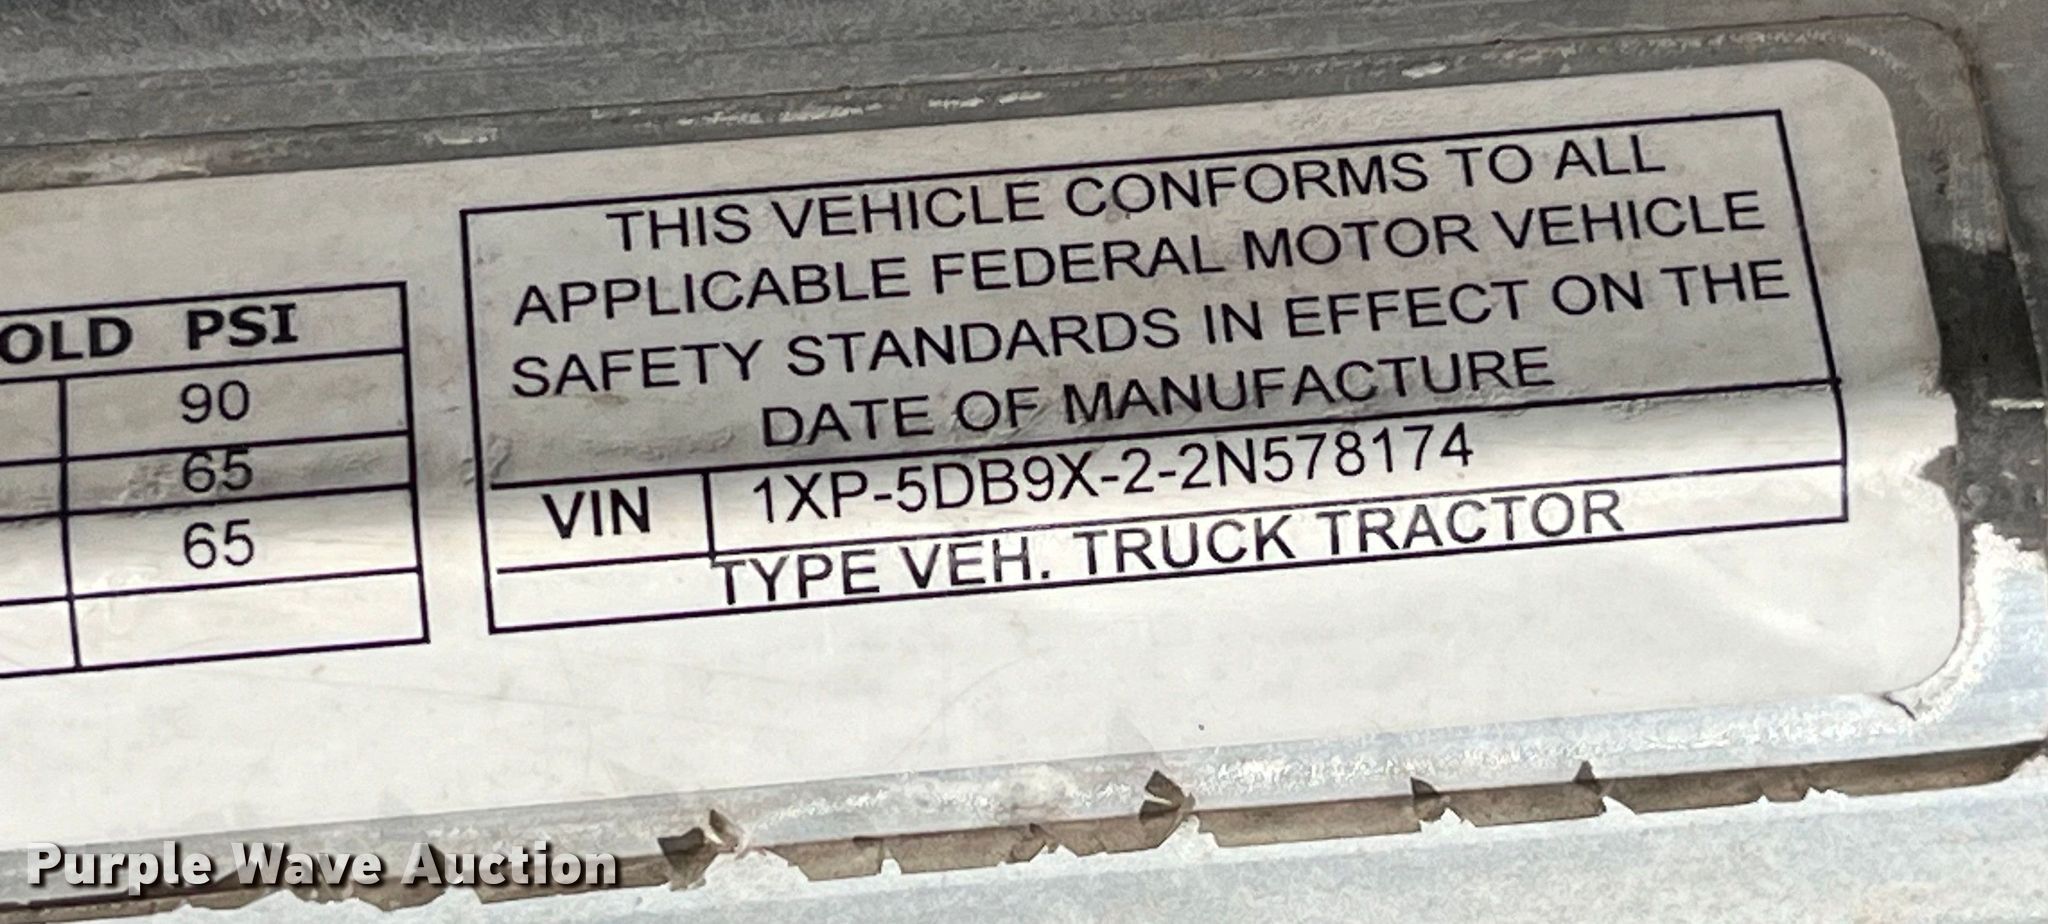 OLD PSI
90
65
65
THIS VEHICLE CONFORMS TO ALL
APPLICABLE FEDERAL MOTOR VEHICLE
SAFETY STANDARDS IN EFFECT ON THE
DATE OF MANUFACTURE
VIN 1XP-5DB9X-2-2N578174
TYPE VEH. TRUCK TRACTOR
Purple Wave Auction